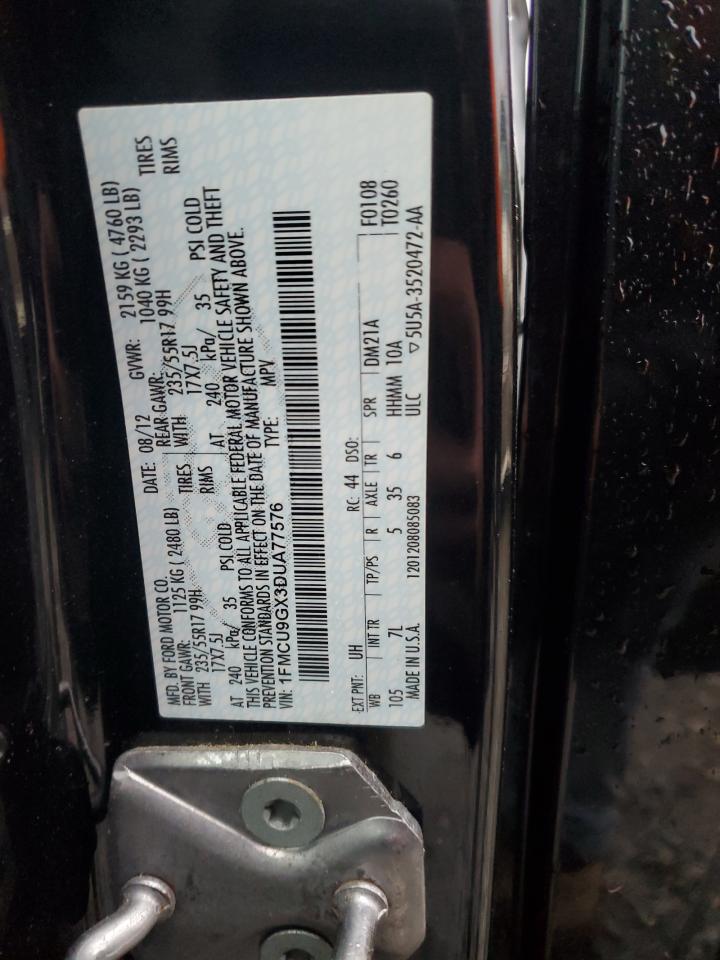 MFD. BY FORD MOTOR CO. DATE: 08/12 GVWR: 2159 KG ( 4760 LB)
FRONT GAWR: 1125 KG ( 2480 LB) REAR GAWR: 1040 KG ( 2293 LB)
WITH 235/55R17 99H TIRES WITH 235/55R17 99H TIRES
17X7.5J RIMS 17X7.5J RIMS
AT 240 kPa/ 35 PSI COLD AT 240 kPa/ 35 PSI COLD
THIS VEHICLE CONFORMS TO ALL APPLICABLE FEDERAL MOTOR VEHICLE SAFETY AND THEFT
PREVENTION STANDARDS IN EFFECT ON THE DATE OF MANUFACTURE SHOWN ABOVE.
VIN: 1FMCU9GX3DUA77576 TYPE: MPV
EXT PNT: UH RC: 44 DSO: F0108
WB INT TR TP/PS R AXLE TR SPR DM21A T0260
105 7L 5 35 6 HHMM 10A
MADE IN U.S.A. 1201208085083 ULC ▽5U5A-3520472-AA